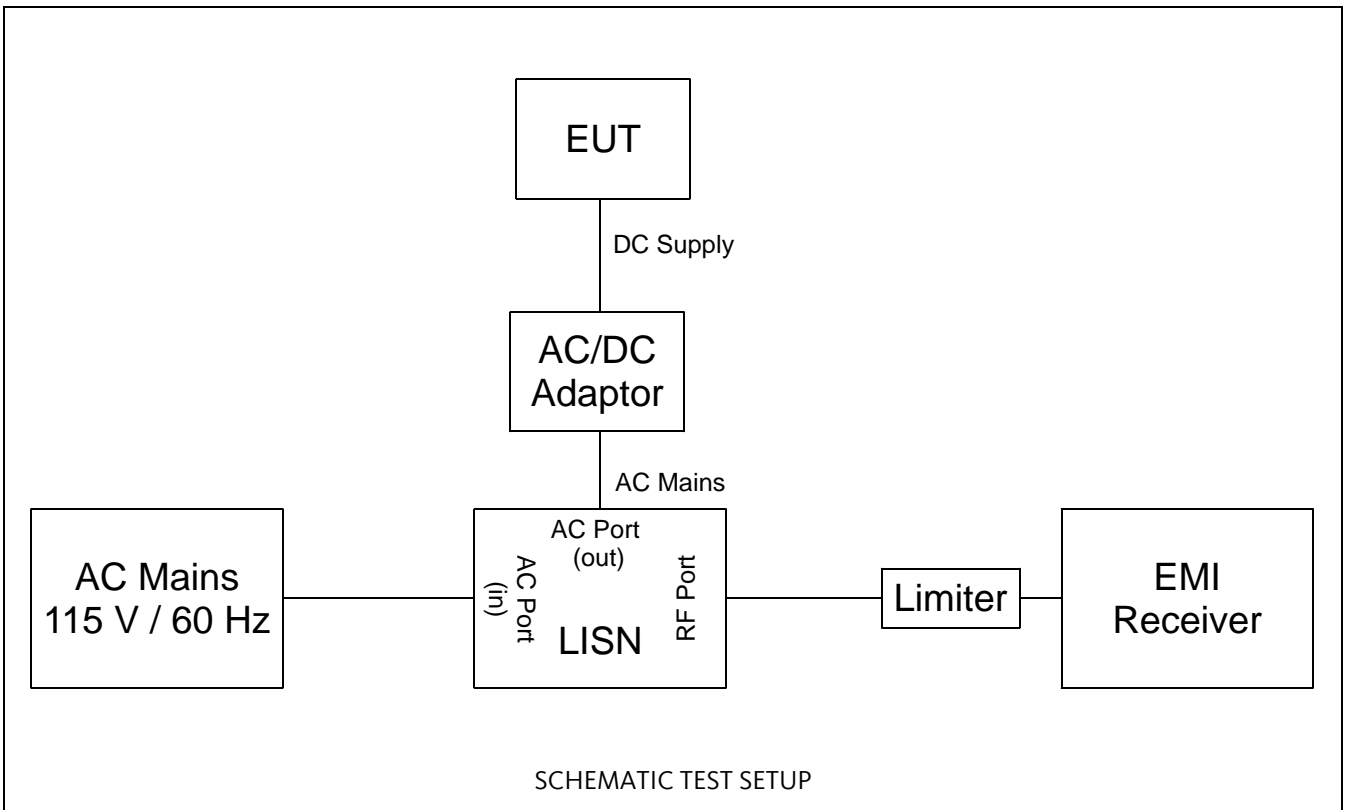 EUT
DC Supply
AC/DC
Adaptor
AC Mains
AC Mains
115 V / 60 Hz
AC Port
(out)
AC Port
(in)
LISN
RF Port
Limiter
EMI
Receiver
SCHEMATIC TEST SETUP